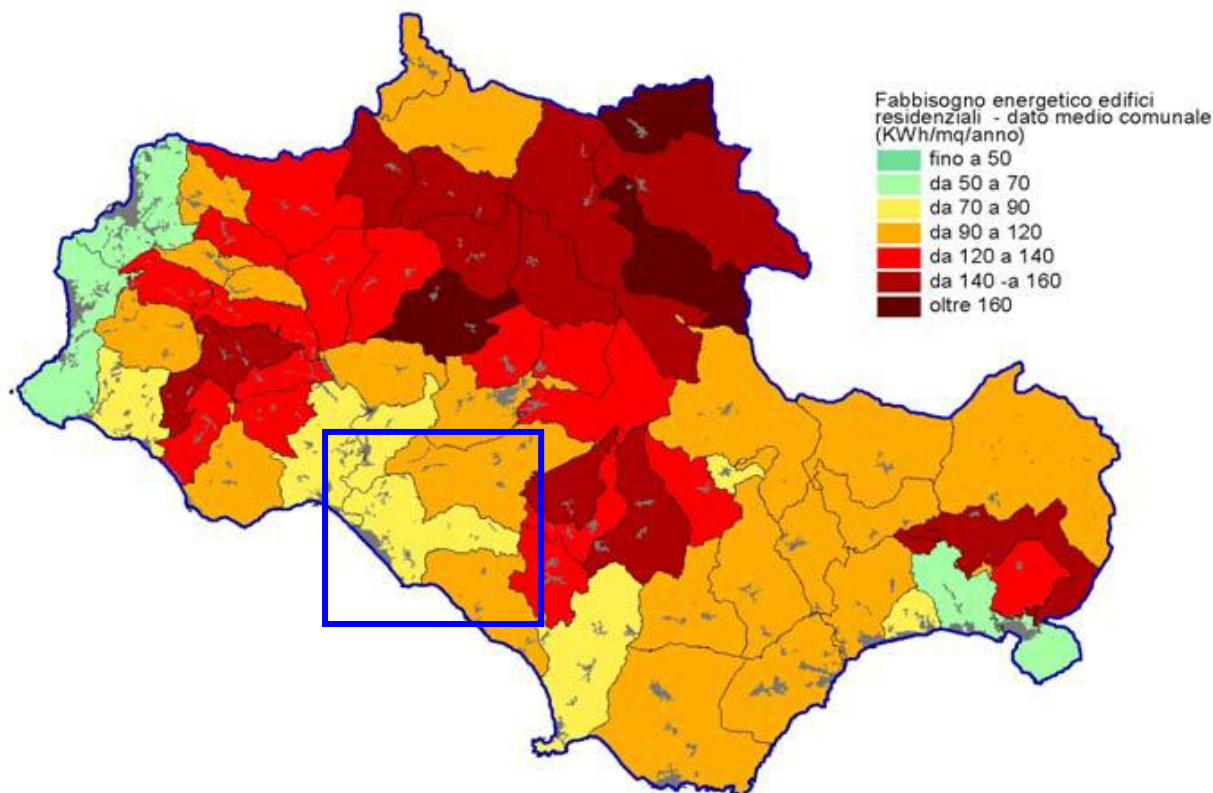 Fabbisogno energetico edifici
residenziali - dato medio comunale
(KWh/mq/anno)
fino a 50
da 50 a 70
da 70 a 90
da 90 a 120
da 120 a 140
da 140 -a 160
oltre 160